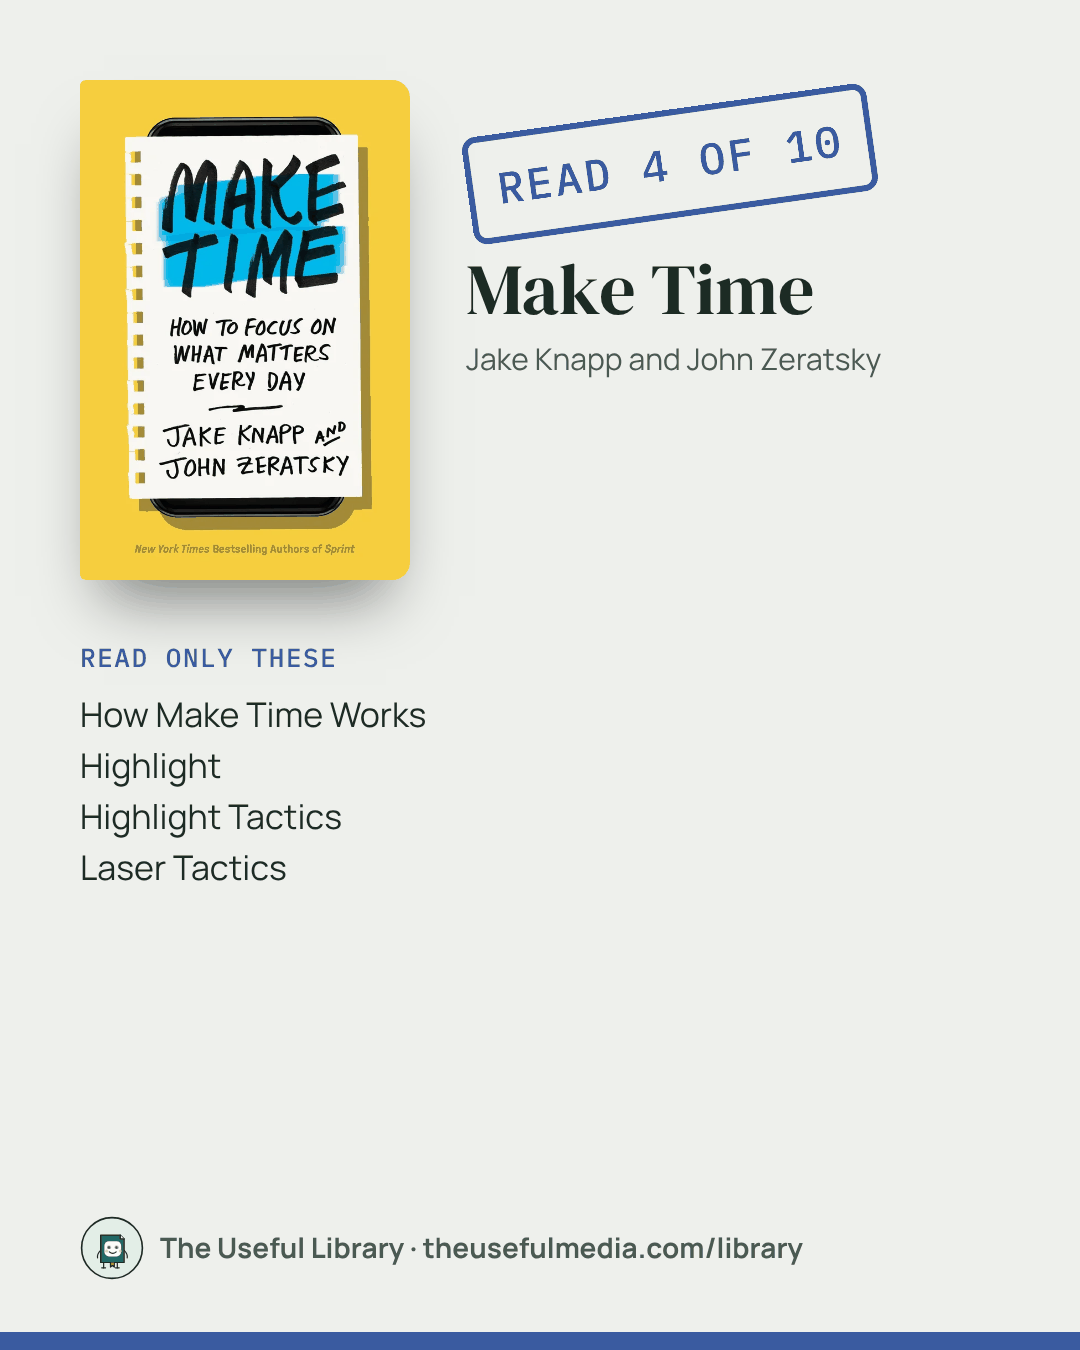 MAKE
TIME
HOW TO FOCUS ON
WHAT MATTERS
EVERY DAY
JAKE KNAPP AND
JOHN ZERATSKY
New York Times Bestselling Authors of Sprint
READ 4 OF 10
Make Time
Jake Knapp and John Zeratsky
READ ONLY THESE
How Make Time Works
Highlight
Highlight Tactics
Laser Tactics
The Useful Library · theusefulmedia.com/library